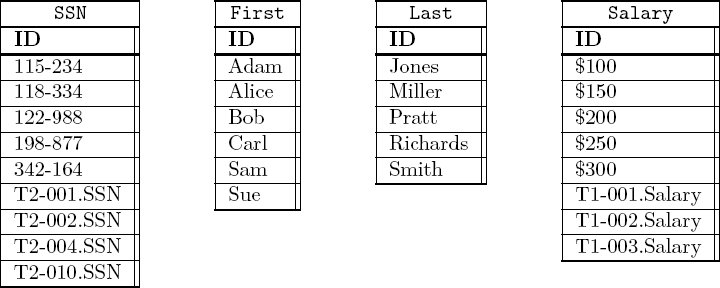 SSN
ID
115-234
118-334
122-988
198-877
342-164
T2-001.SSN
T2-002.SSN
T2-004.SSN
T2-010.SSN
First
ID
Adam
Alice
Bob
Carl
Sam
Sue
Last
ID
Jones
Miller
Pratt
Richards
Smith
Salary
ID
$100
$150
$200
$250
$300
T1-001.Salary
T1-002.Salary
T1-003.Salary